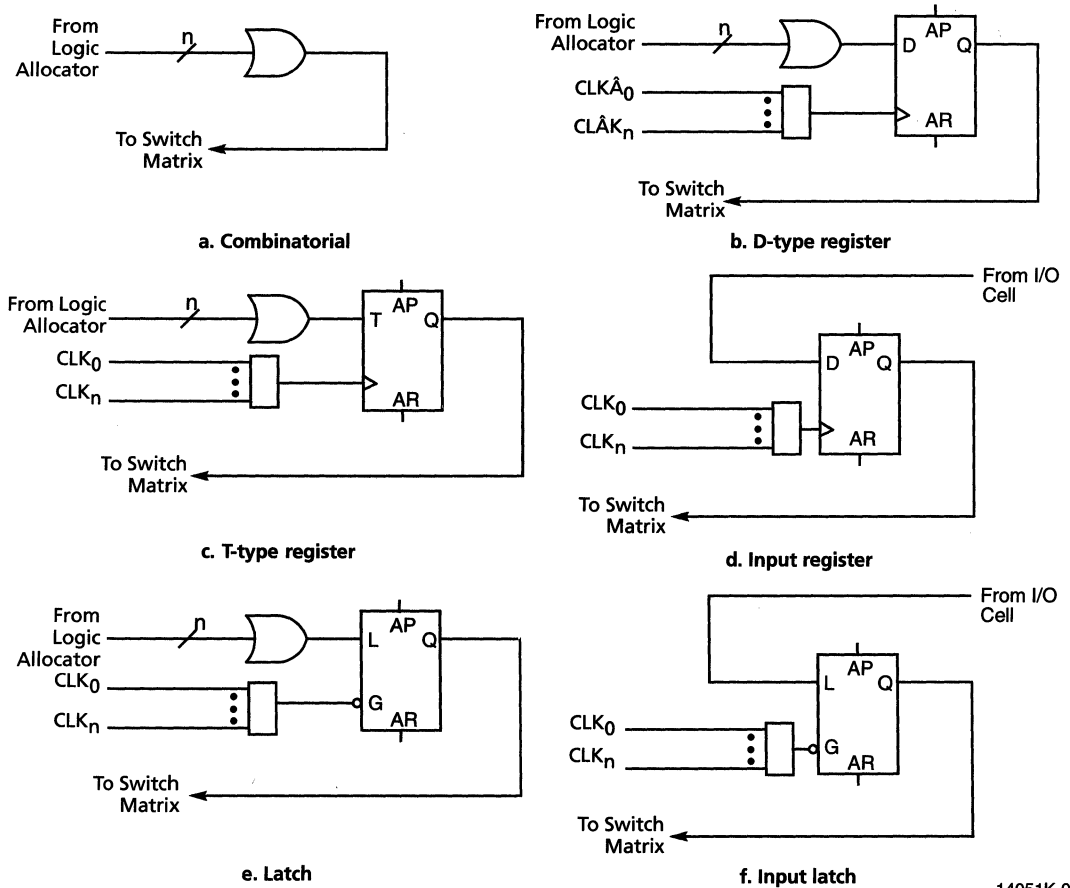 From
Logic
Allocator
n
To Switch
Matrix
a. Combinatorial
From Logic
Allocator
n
D
AP
Q
AR
CLKÂ0
CLÂKn
To Switch
Matrix
b. D-type register
From Logic
Allocator
n
T
AP
Q
AR
CLK0
CLKn
To Switch
Matrix
c. T-type register
From I/O
Cell
D
AP
Q
AR
CLK0
CLKn
To Switch
Matrix
d. Input register
From
Logic
Allocator
n
L
AP
Q
G
AR
CLK0
CLKn
To Switch
Matrix
e. Latch
From I/O
Cell
L
AP
Q
G
AR
CLK0
CLKn
To Switch
Matrix
f. Input latch